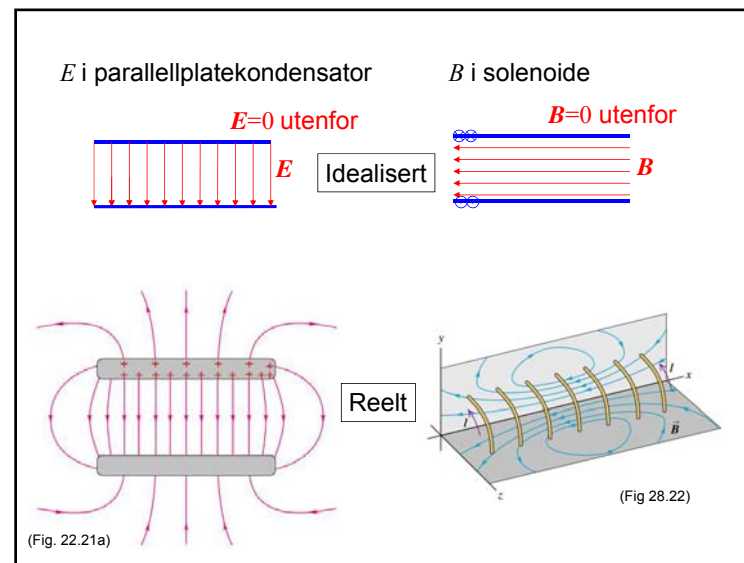 E i parallellplatekondensator
B i solenoide
E=0 utenfor
B=0 utenfor
E
Idealisert
B
y
I
x
Reelt
I
B
z
(Fig 28.22)
(Fig. 22.21a)